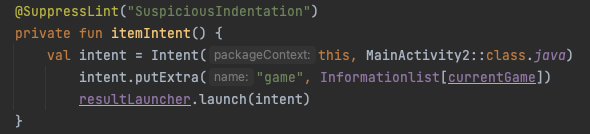 @SuppressLint("SuspiciousIndentation")
private fun itemIntent() {
val intent = Intent( packageContext: this, MainActivity2::class.java)
intent.putExtra( name: "game", Informationlist[currentGame])
resultLauncher.launch(intent)
}